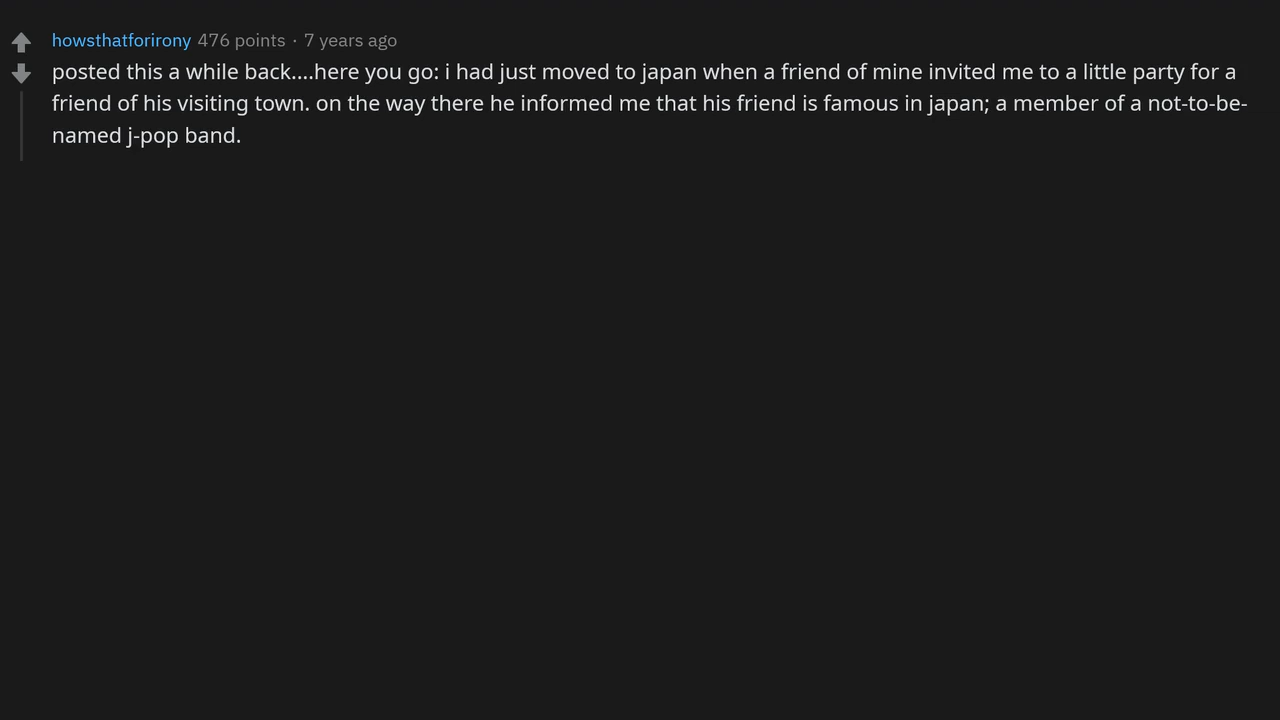 howsthatforirony 476 points · 7 years ago
posted this a while back....here you go: i had just moved to japan when a friend of mine invited me to a little party for a
friend of his visiting town. on the way there he informed me that his friend is famous in japan; a member of a not-to-be-
named j-pop band.